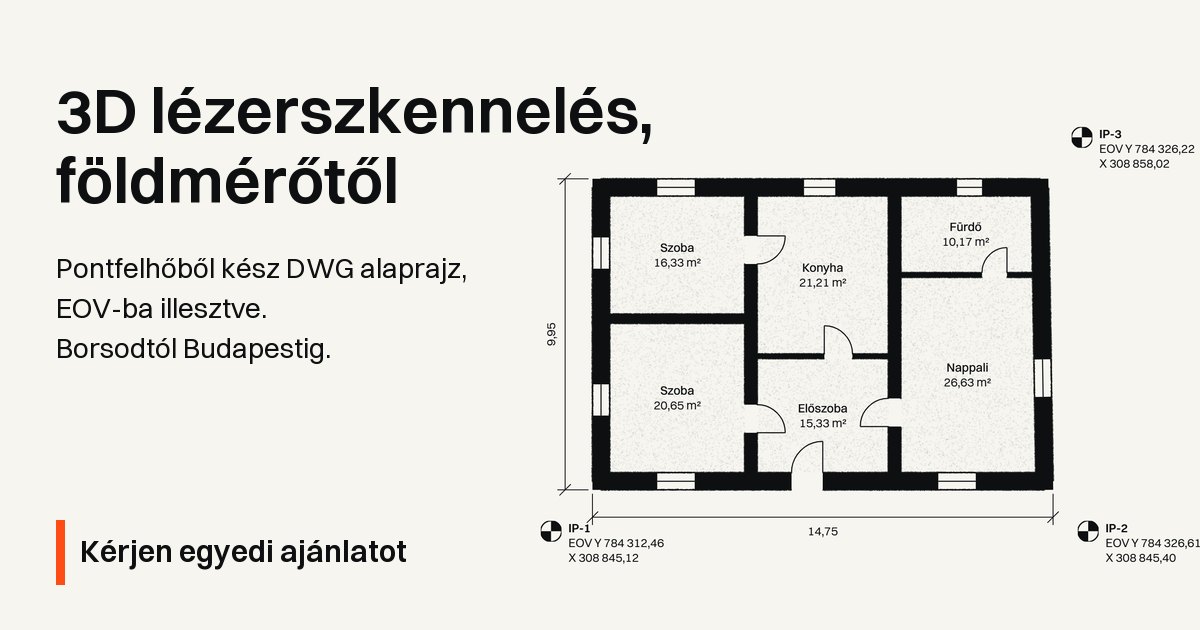 3D lézerszkennelés,
földmérőtől
Pontfelhőből kész DWG alaprajz,
EOV-ba illesztve.
Borsodtól Budapestig.
Kérjen egyedi ajánlatot
IP-3
EOV Y 784 326,22
X 308 858,02
Szoba
16,33 m²
Konyha
21,21 m²
Fürdő
10,17 m²
9,95
Szoba
20,65 m²
Előszoba
15,33 m²
Nappali
26,63 m²
14,75
IP-1
EOV Y 784 312,46
X 308 845,12
IP-2
EOV Y 784 326,61
X 308 845,40